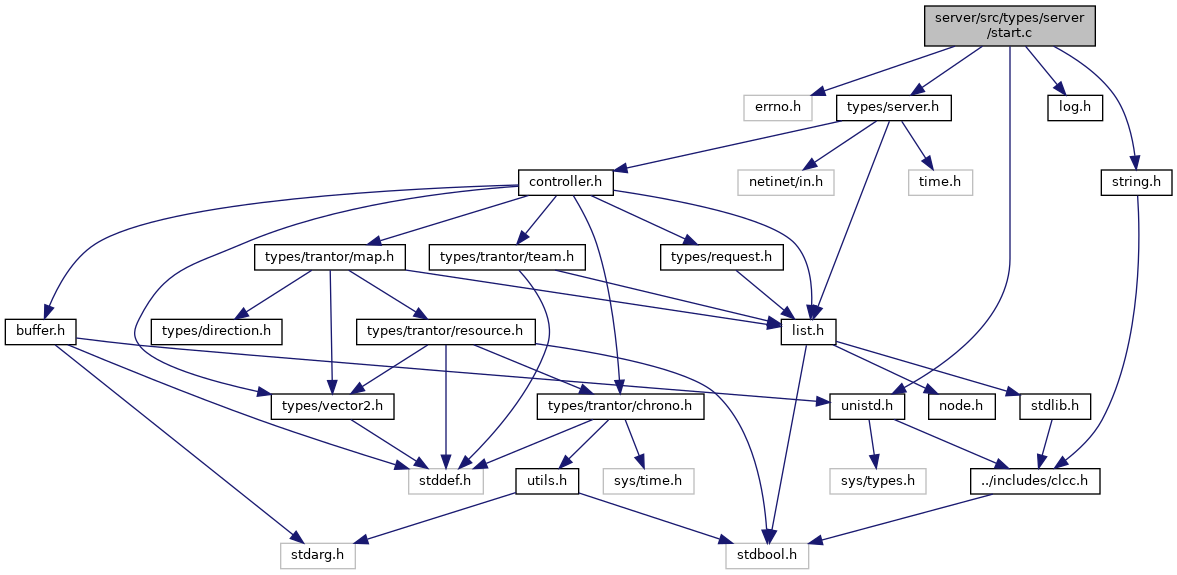 server/src/types/server
/start.c
errno.h
types/server.h
log.h
controller.h
netinet/in.h
time.h
string.h
types/trantor/map.h
types/trantor/team.h
types/request.h
buffer.h
types/direction.h
types/trantor/resource.h
list.h
types/vector2.h
types/trantor/chrono.h
unistd.h
node.h
stdlib.h
stddef.h
utils.h
sys/time.h
sys/types.h
../includes/clcc.h
stdarg.h
stdbool.h